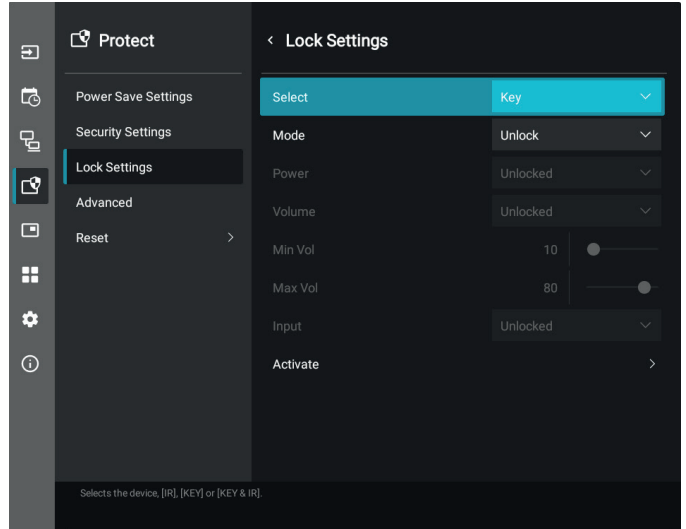 Protect
Power Save Settings
Security Settings
Lock Settings
Advanced
Reset
Lock Settings
Select Key
Mode Unlock
Power Unlocked
Volume Unlocked
Min Vol 10
Max Vol 80
Input Unlocked
Activate
Selects the device, [IR], [KEY] or [KEY & IR].